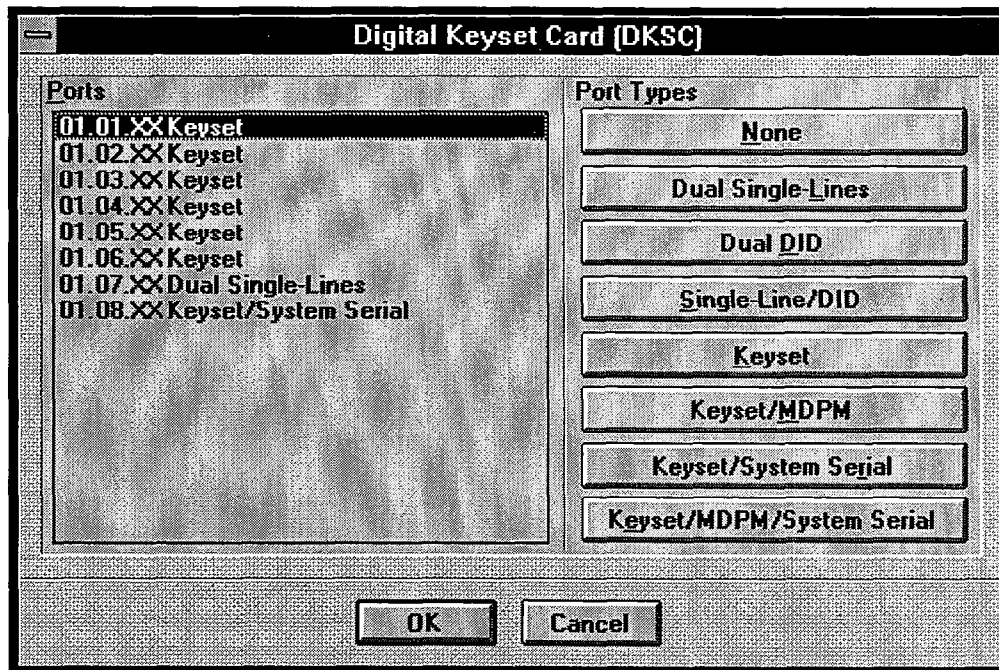 Digital Keyset Card (DKSC)
Ports
01.01.XX Keyset
01.02.XX Keyset
01.03.XX Keyset
01.04.XX Keyset
01.05.XX Keyset
01.06.XX Keyset
01.07.XX Dual Single-Lines
01.08.XX Keyset/System Serial
Port Types
None
Dual Single-Lines
Dual DID
Single-Line/DID
Keyset
Keyset/MDPM
Keyset/System Serial
Keyset/MDPM/System Serial
OK
Cancel